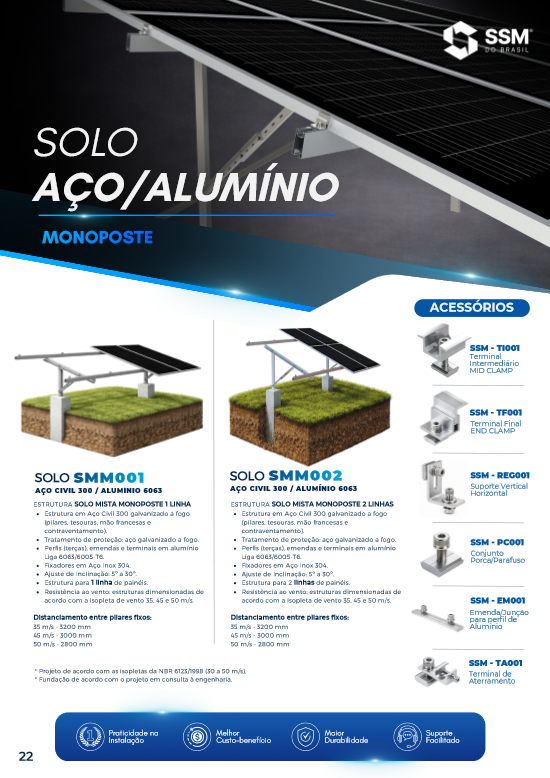 SSM®
DO BRASIL
SOLO
AÇO/ALUMÍNIO
MONOPOSTE
SOLO SMM001
AÇO CIVIL 300 / ALUMÍNIO 6063
ESTRUTURA SOLO MISTA MONOPOSTE 1 LINHA
• Estrutura em Aço Civil 300 galvanizado a fogo
(pilares, tesouras, mão francesas e
contraventamento).
• Tratamento de proteção: aço galvanizado a fogo.
• Perfis (terças), emendas e terminais em alumínio
Liga 6063/6005-T6.
• Fixadores em Aço Inox 304.
• Ajuste de inclinação: 5° a 30°.
• Estrutura para 1 linha de painéis.
• Resistência ao vento: estruturas dimensionadas de
acordo com a isopleta de vento 35, 45 e 50 m/s.
Distanciamento entre pilares fixos:
35 m/s - 3200 mm
45 m/s - 3000 mm
50 m/s - 2800 mm
SOLO SMM002
AÇO CIVIL 300 / ALUMÍNIO 6063
ESTRUTURA SOLO MISTA MONOPOSTE 2 LINHAS
• Estrutura em Aço Civil 300 galvanizado a fogo
(pilares, tesouras, mão francesas e
contraventamento).
• Tratamento de proteção: aço galvanizado a fogo.
• Perfis (terças), emendas e terminais em alumínio
Liga 6063/6005-T6.
• Fixadores em Aço Inox 304.
• Ajuste de inclinação: 5° a 30°.
• Estrutura para 2 linhas de painéis.
• Resistência ao vento: estruturas dimensionadas de
acordo com a isopleta de vento 35, 45 e 50 m/s.
Distanciamento entre pilares fixos:
35 m/s - 3200 mm
45 m/s - 3000 mm
50 m/s - 2800 mm
* Projeto de acordo com as isopletas da NBR 6123/1998 (30 a 50 m/s).
* Fundação de acordo com o projeto em consulta à engenharia.
ACESSÓRIOS
SSM - TI001
Terminal
Intermediário
MID CLAMP
SSM - TF001
Terminal Final
END CLAMP
SSM - REG001
Suporte Vertical
Horizontal
SSM - PC001
Conjunto
Porca/Parafuso
SSM - EM001
Emenda/Junção
para perfil de
Alumínio
SSM - TA001
Terminal de
Aterramento
Praticidade na
Instalação
Melhor
Custo-benefício
Maior
Durabilidade
Suporte
Facilitado
22